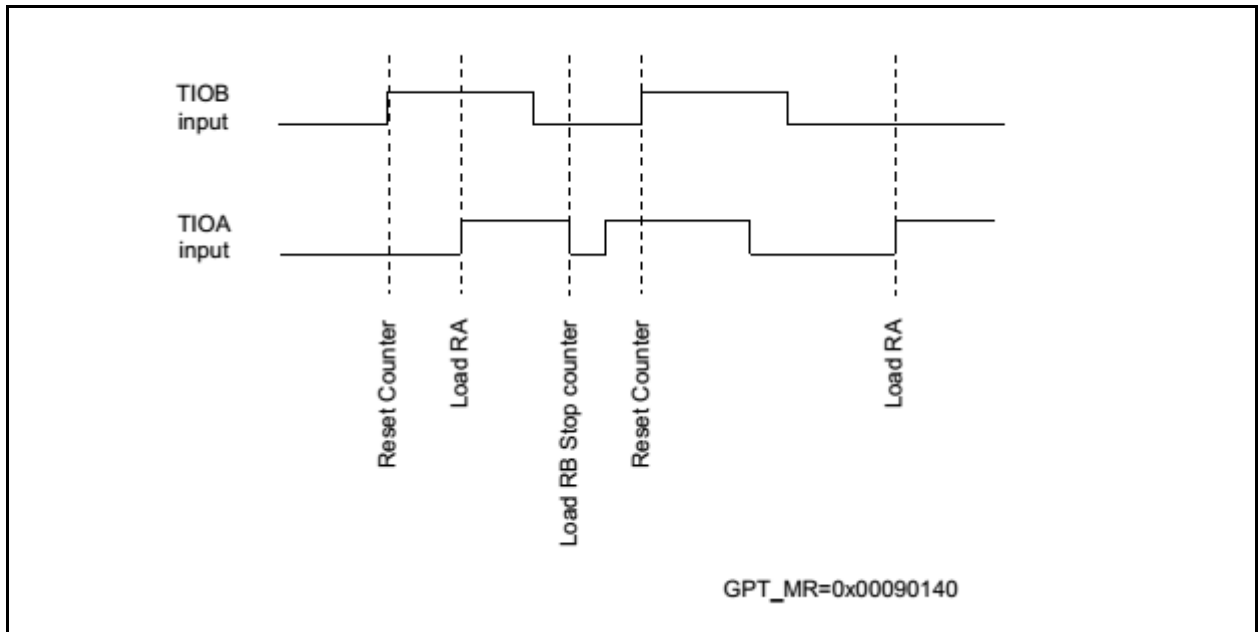 TIOB
input
TIOA
input
Reset Counter
Load RA
Load RB Stop counter
Reset Counter
Load RA
GPT_MR=0x00090140